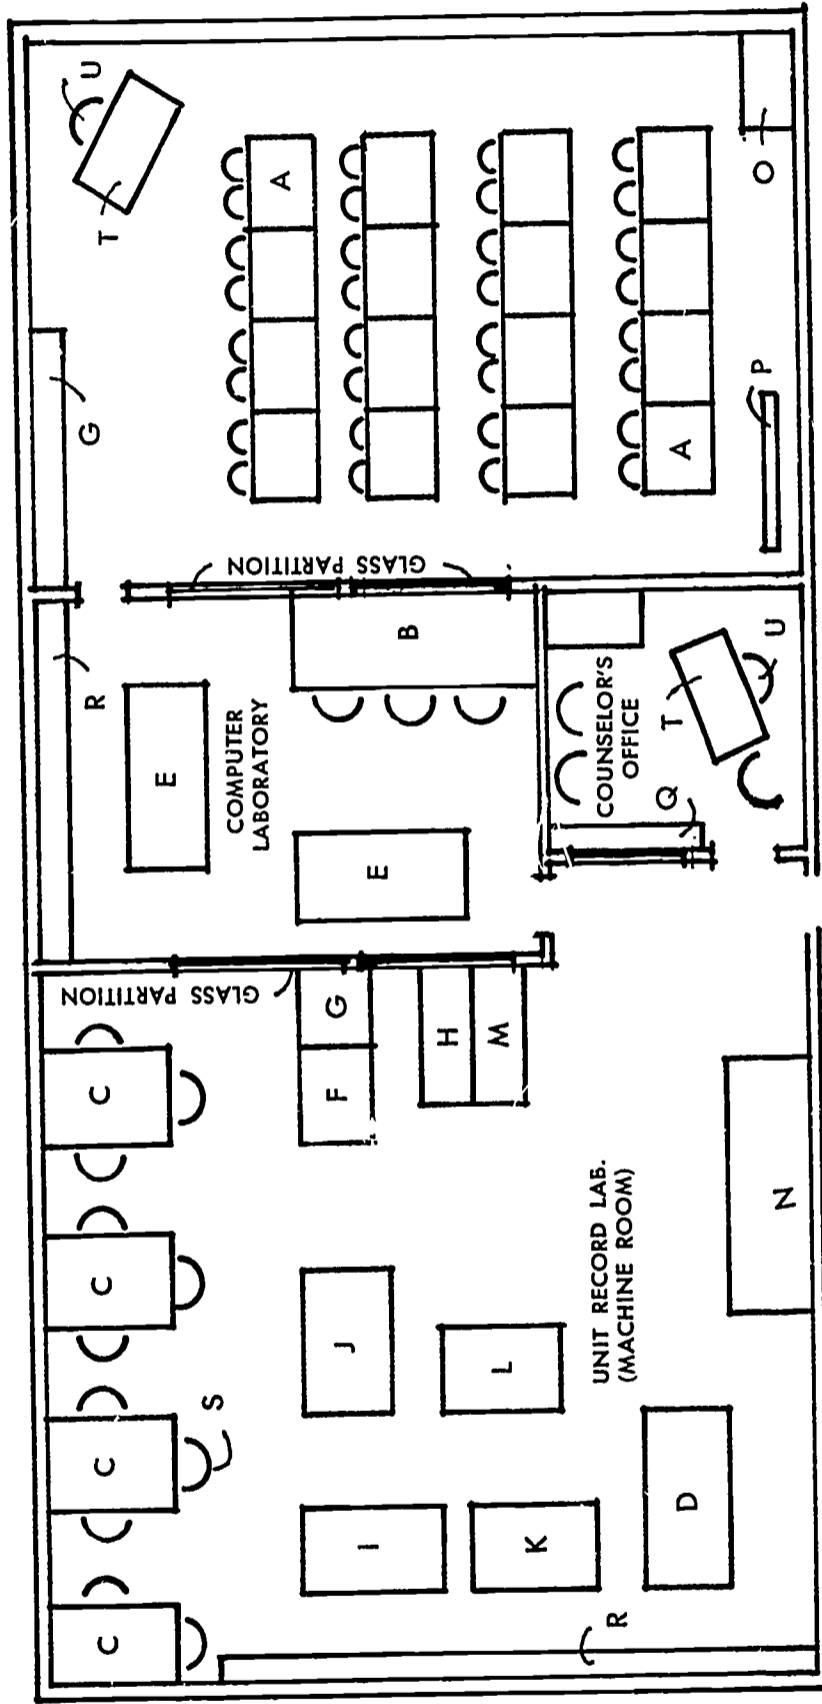 C
C
C
C
S
GLASS PARTITION
I
J
F
G
K
L
H
M
D
UNIT RECORD LAB.
(MACHINE ROOM)
N
R
R
E
COMPUTER
LABORATORY
E
B
GLASS PARTITION
COUNSELOR'S
OFFICE
Q
T
U
G
T
U
A
A
P
O